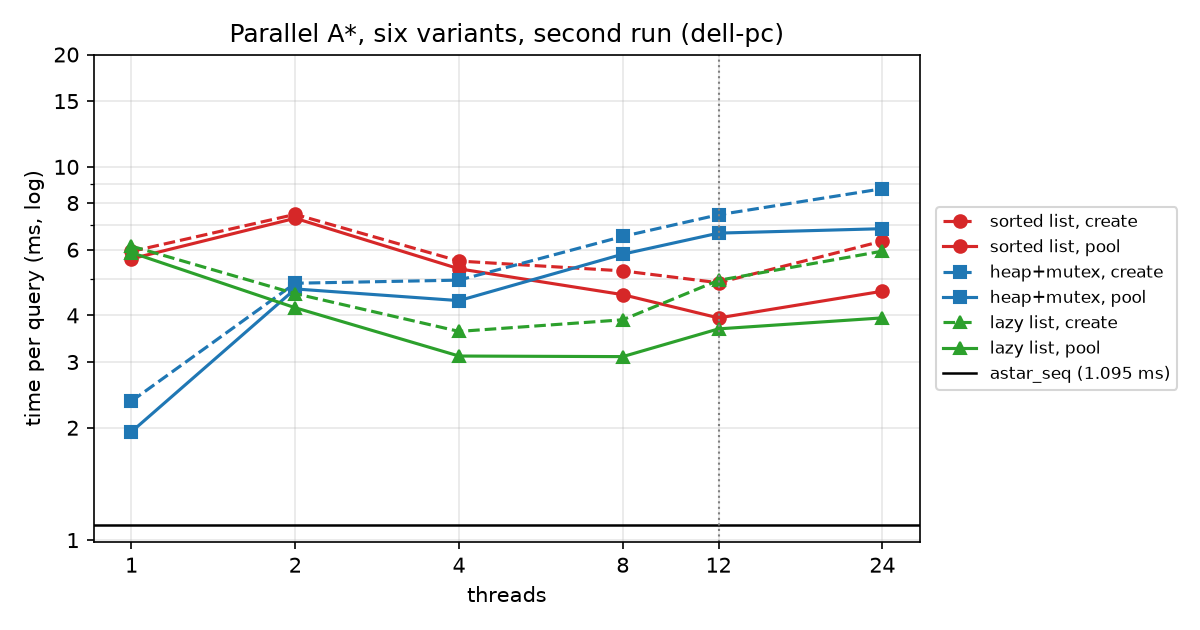 Parallel A*, six variants, second run (dell-pc)
time per query (ms, log)
20
15
10
8
6
4
3
2
1
1 2 4 8 12 24
threads
sorted list, create
sorted list, pool
heap+mutex, create
heap+mutex, pool
lazy list, create
lazy list, pool
astar_seq (1.095 ms)